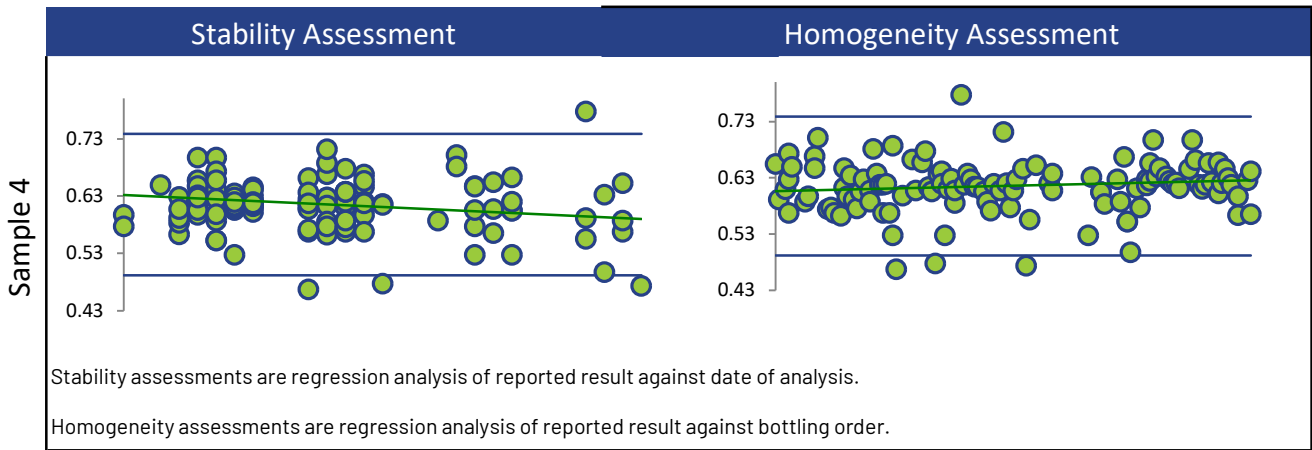 Stability Assessment
Homogeneity Assessment
Sample 4
0.73
0.63
0.53
0.43
0.73
0.63
0.53
0.43
Stability assessments are regression analysis of reported result against date of analysis.
Homogeneity assessments are regression analysis of reported result against bottling order.